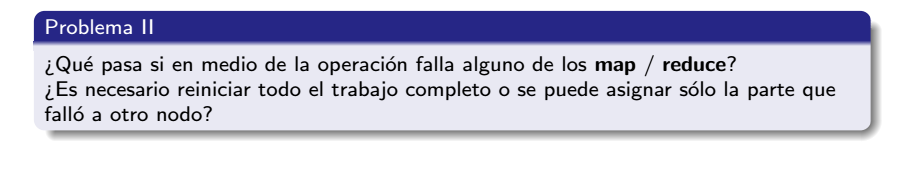 Problema II
¿Qué pasa si en medio de la operación falla alguno de los map / reduce?
¿Es necesario reiniciar todo el trabajo completo o se puede asignar sólo la parte que
falló a otro nodo?